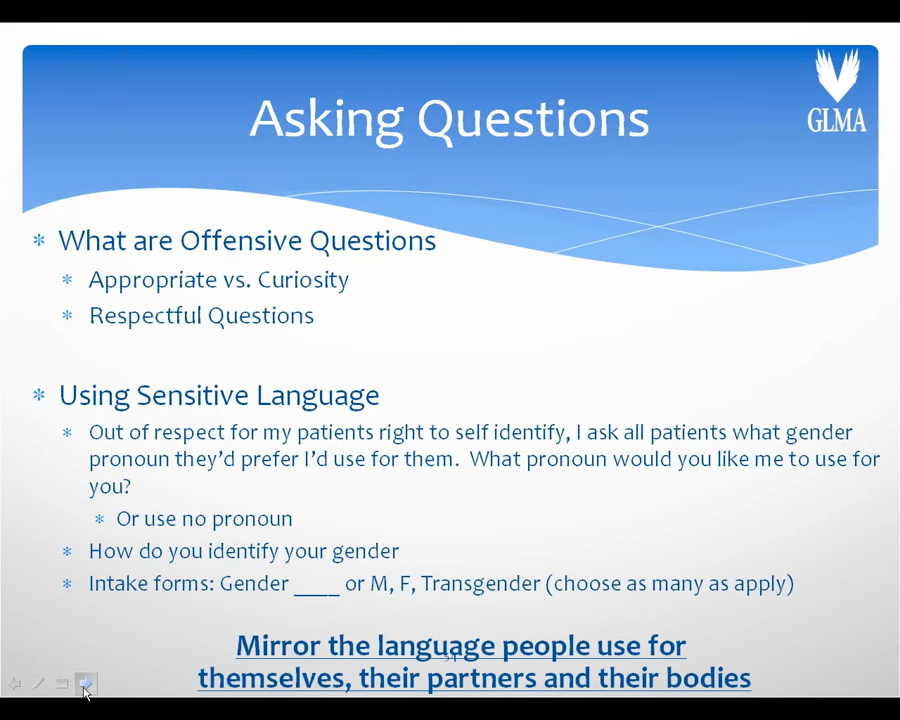 Asking Questions
GLMA
* What are Offensive Questions
* Appropriate vs. Curiosity
* Respectful Questions
* Using Sensitive Language
* Out of respect for my patients right to self identify, I ask all patients what gender
pronoun they'd prefer I'd use for them.  What pronoun would you like me to use for
you?
* Or use no pronoun
* How do you identify your gender
* Intake forms: Gender ____ or M, F, Transgender (choose as many as apply)
Mirror the language people use for
themselves, their partners and their bodies